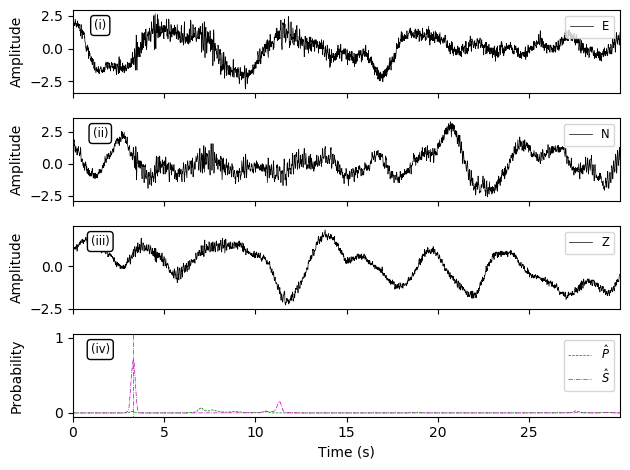 Amplitude
2.5
0.0
−2.5
(i)
E
Amplitude
2.5
0.0
−2.5
(ii)
N
Amplitude
0.0
−2.5
(iii)
Z
Probability
1
0
(iv)
P̂
Ŝ
0 5 10 15 20 25
Time (s)